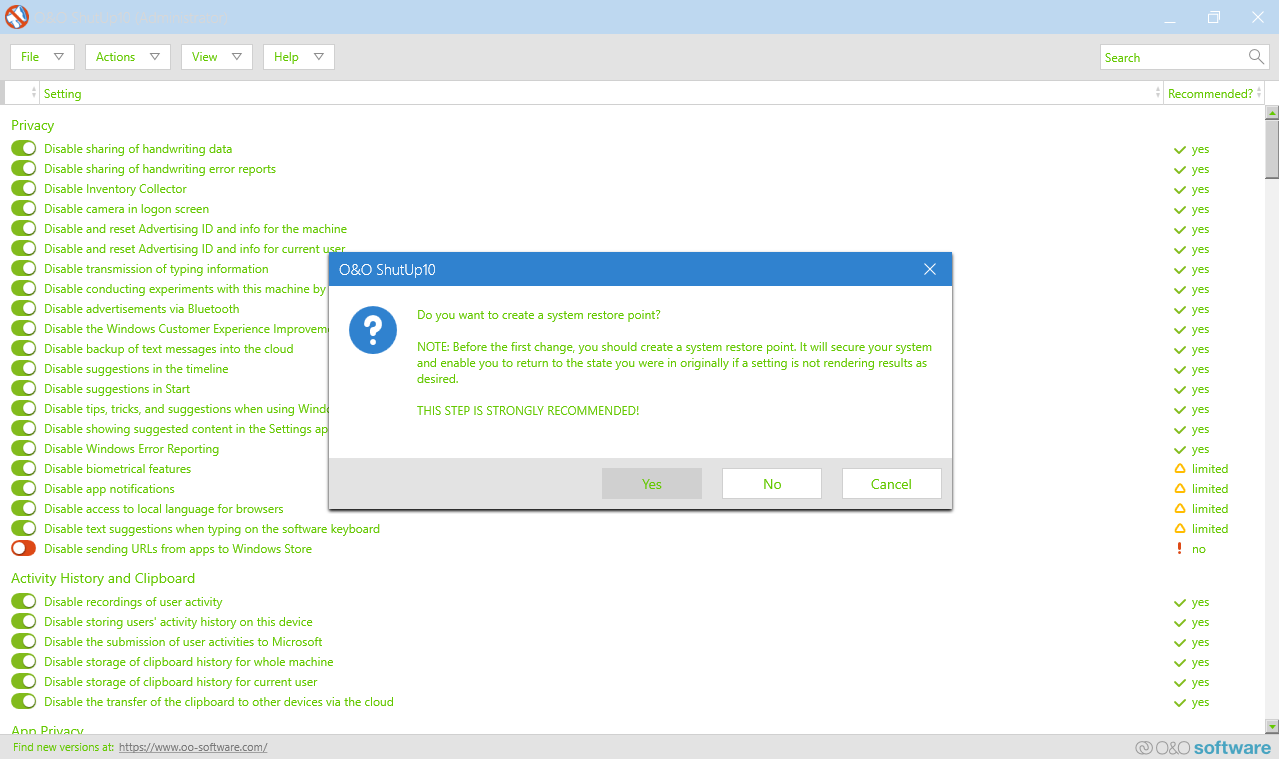 O&O ShutUp10
File
Actions
View
Help
Search
Setting
Recommended?
Privacy
Disable sharing of handwriting data yes
Disable sharing of handwriting error reports yes
Disable Inventory Collector yes
Disable camera in logon screen yes
Disable and reset Advertising ID and info for the machine yes
Disable and reset Advertising ID and info for current user yes
Disable transmission of typing information yes
Disable conducting experiments with this machine by yes
Disable advertisements via Bluetooth yes
Disable the Windows Customer Experience Improveme yes
Disable backup of text messages into the cloud yes
Disable suggestions in the timeline yes
Disable suggestions in Start yes
Disable tips, tricks, and suggestions when using Windo yes
Disable showing suggested content in the Settings ap yes
Disable Windows Error Reporting yes
Disable biometrical features limited
Disable app notifications limited
Disable access to local language for browsers limited
Disable text suggestions when typing on the software keyboard limited
Disable sending URLs from apps to Windows Store no
Activity History and Clipboard
Disable recordings of user activity yes
Disable storing users' activity history on this device yes
Disable the submission of user activities to Microsoft yes
Disable storage of clipboard history for whole machine yes
Disable storage of clipboard history for current user yes
Disable the transfer of the clipboard to other devices via the cloud yes
App Privacy
O&O ShutUp10
Do you want to create a system restore point?
NOTE: Before the first change, you should create a system restore point. It will secure your system
and enable you to return to the state you were in originally if a setting is not rendering results as
desired.
THIS STEP IS STRONGLY RECOMMENDED!
Yes
No
Cancel
Find new versions at: https://www.oo-software.com/
O&O software